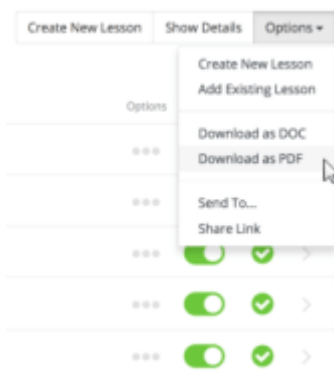 Create New Lesson
Show Details
Options
Create New Lesson
Add Existing Lesson
Options
Download as DOC
Download as PDF
Send To...
Share Link